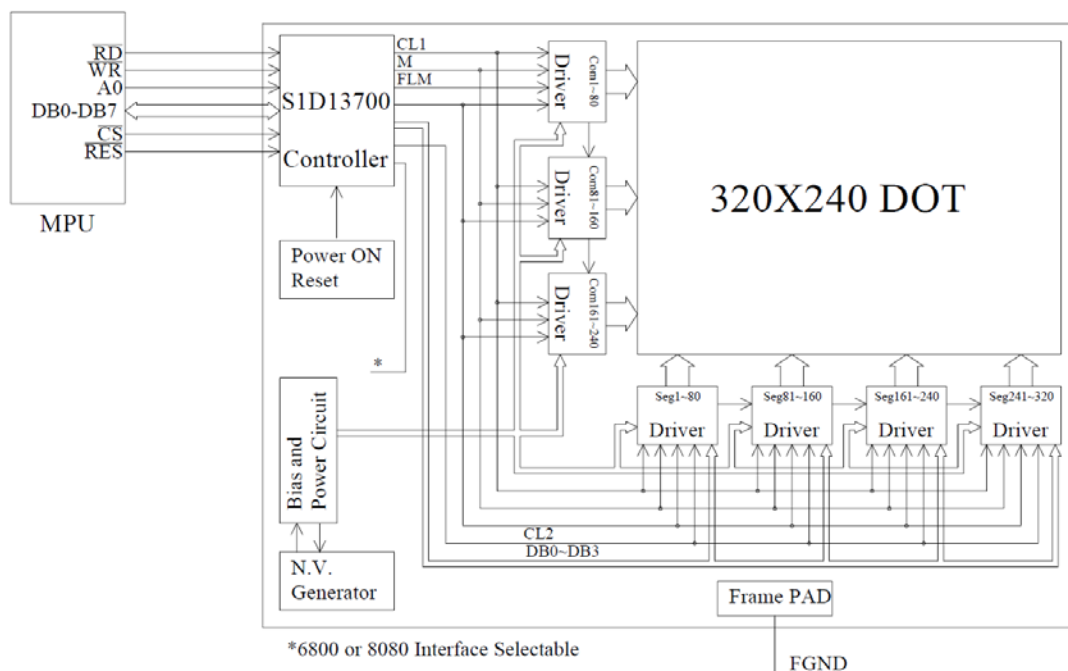 RD
WR
A0
DB0-DB7
CS
RES
MPU
S1D13700
Controller
Power ON
Reset
CL1
M
FLM
Driver
Com1~80
Driver
Com81~160
Driver
Com161~240
320X240 DOT
*
Bias and
Power Circuit
N.V.
Generator
Seg1~80
Driver
Seg81~160
Driver
Seg161~240
Driver
Seg241~320
Driver
CL2
DB0~DB3
Frame PAD
FGND
*6800 or 8080 Interface Selectable